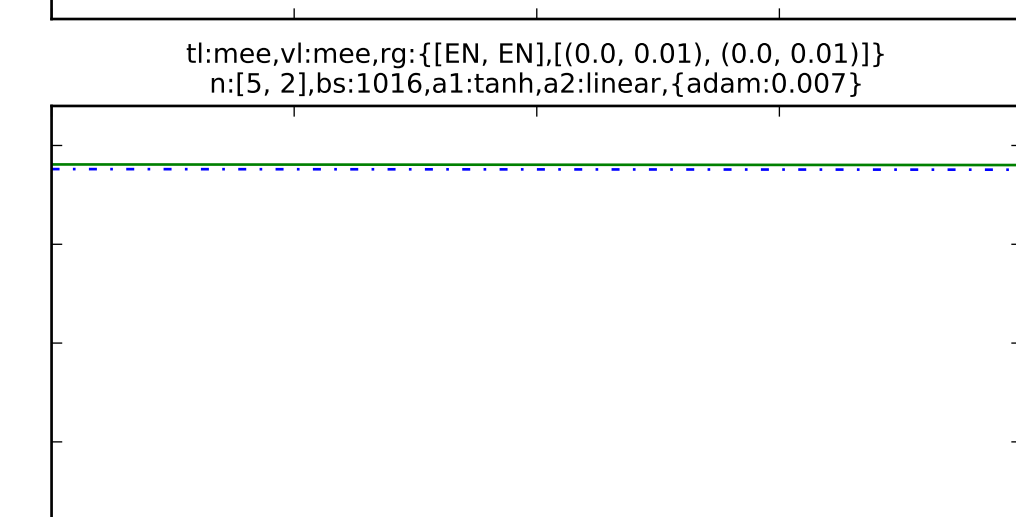 tl:mee,vl:mee,rg:{[EN, EN],[(0.0, 0.01), (0.0, 0.01)]}
n:[5, 2],bs:1016,a1:tanh,a2:linear,{adam:0.007}